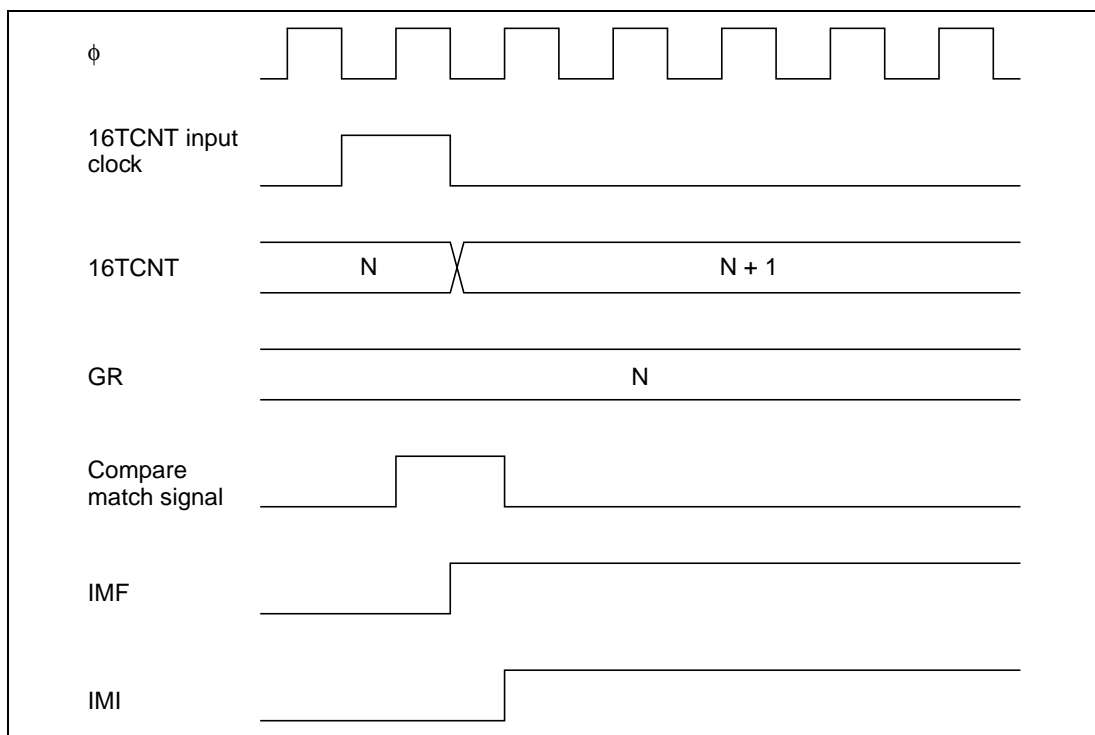 ϕ
16TCNT input
clock
16TCNT
N
N + 1
GR
N
Compare
match signal
IMF
IMI